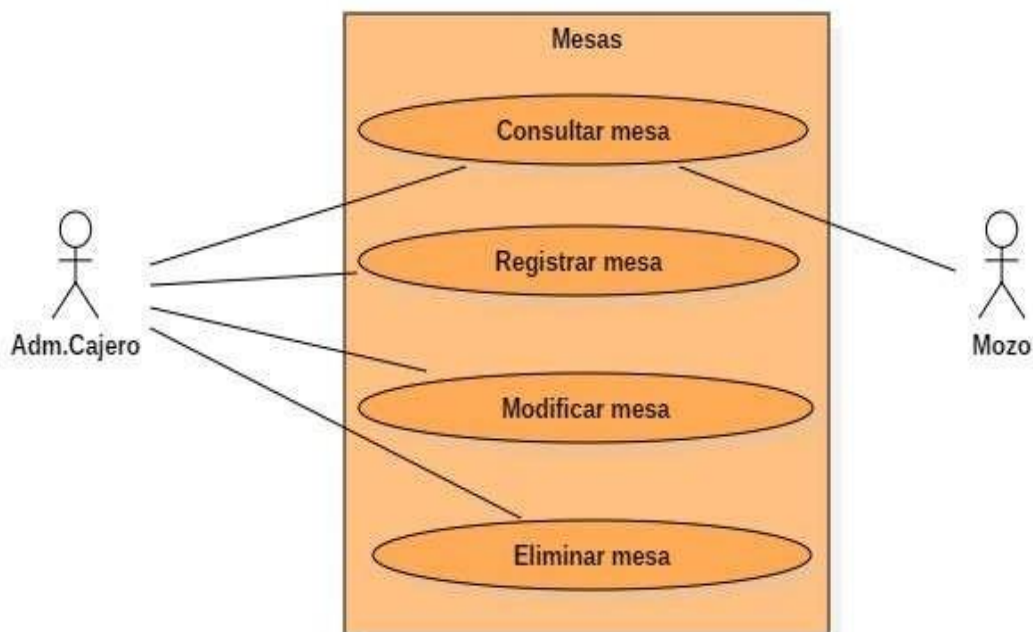 Mesas
Consultar mesa
Registrar mesa
Adm.Cajero
Mozo
Modificar mesa
Eliminar mesa